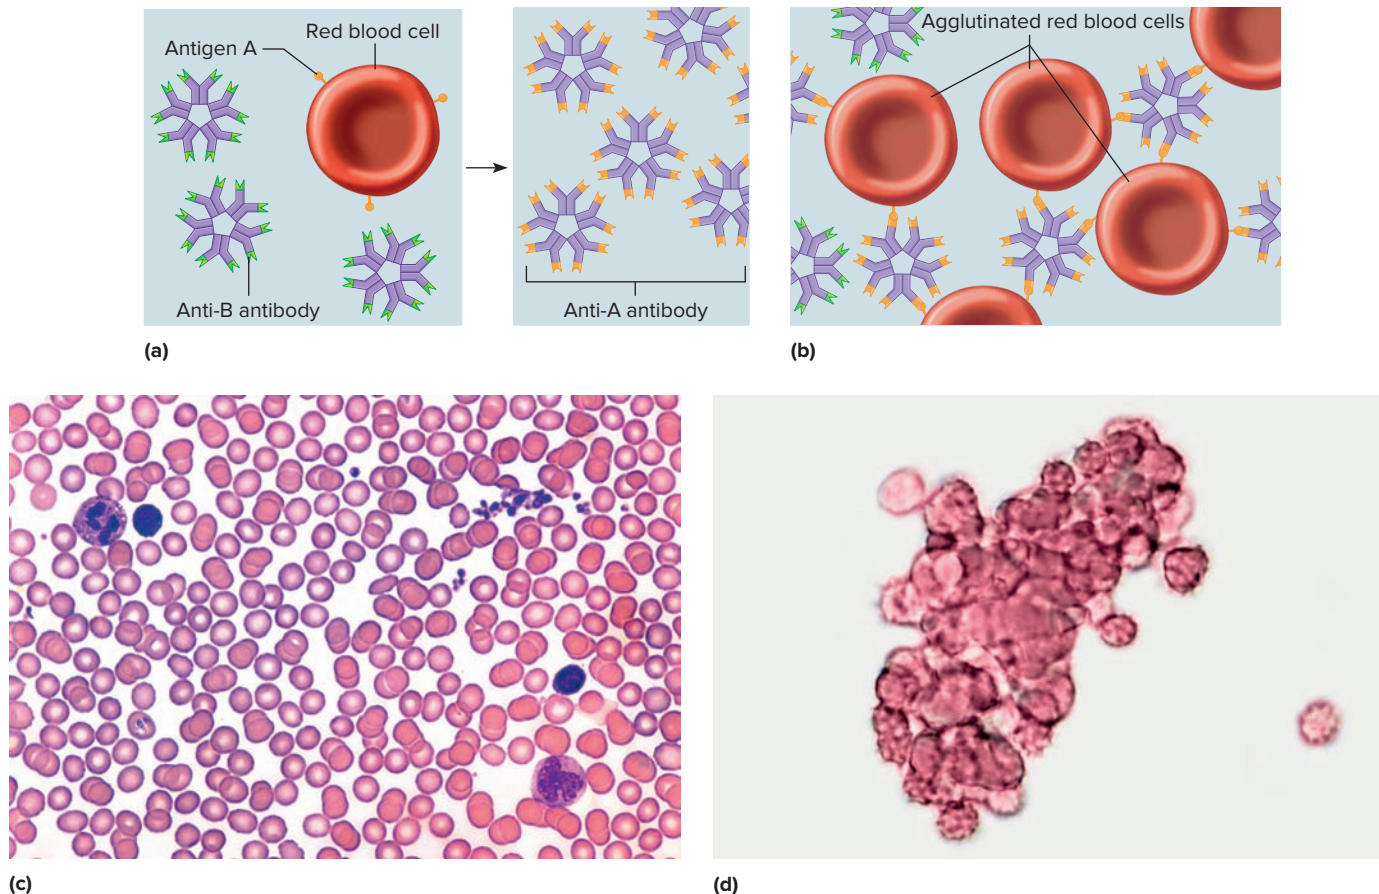 Antigen A
Red blood cell
Anti-B antibody
Anti-A antibody
(a)
Agglutinated red blood cells
(b)
(c)
(d)